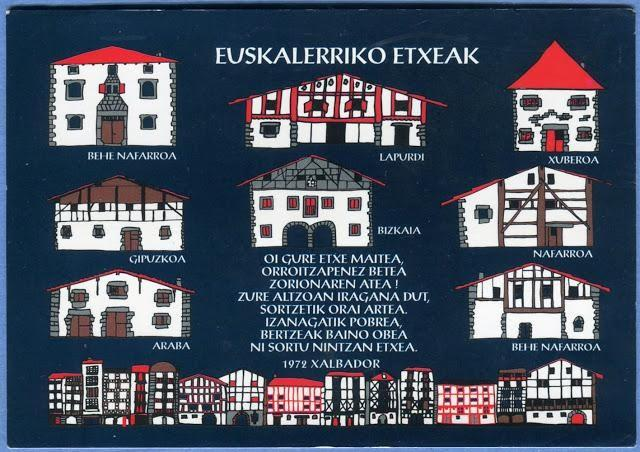 EUSKALERRIKO ETXEAK
BEHE NAFARROA
LAPURDI
XUBEROA
GIPUZKOA
BIZKAIA
NAFARROA
ARABA
BEHE NAFARROA
OI GURE ETXE MAITEA,
ORROITZAPENEZ BETEA
ZORIONAREN ATEA !
ZURE ALTZOAN IRAGANA DUT,
SORTZETIK ORAI ARTEA.
IZANAGATIK POBREA,
BERTZEAK BAINO OBEA
NI SORTU NINTZAN ETXEA.
1972 XALBADOR